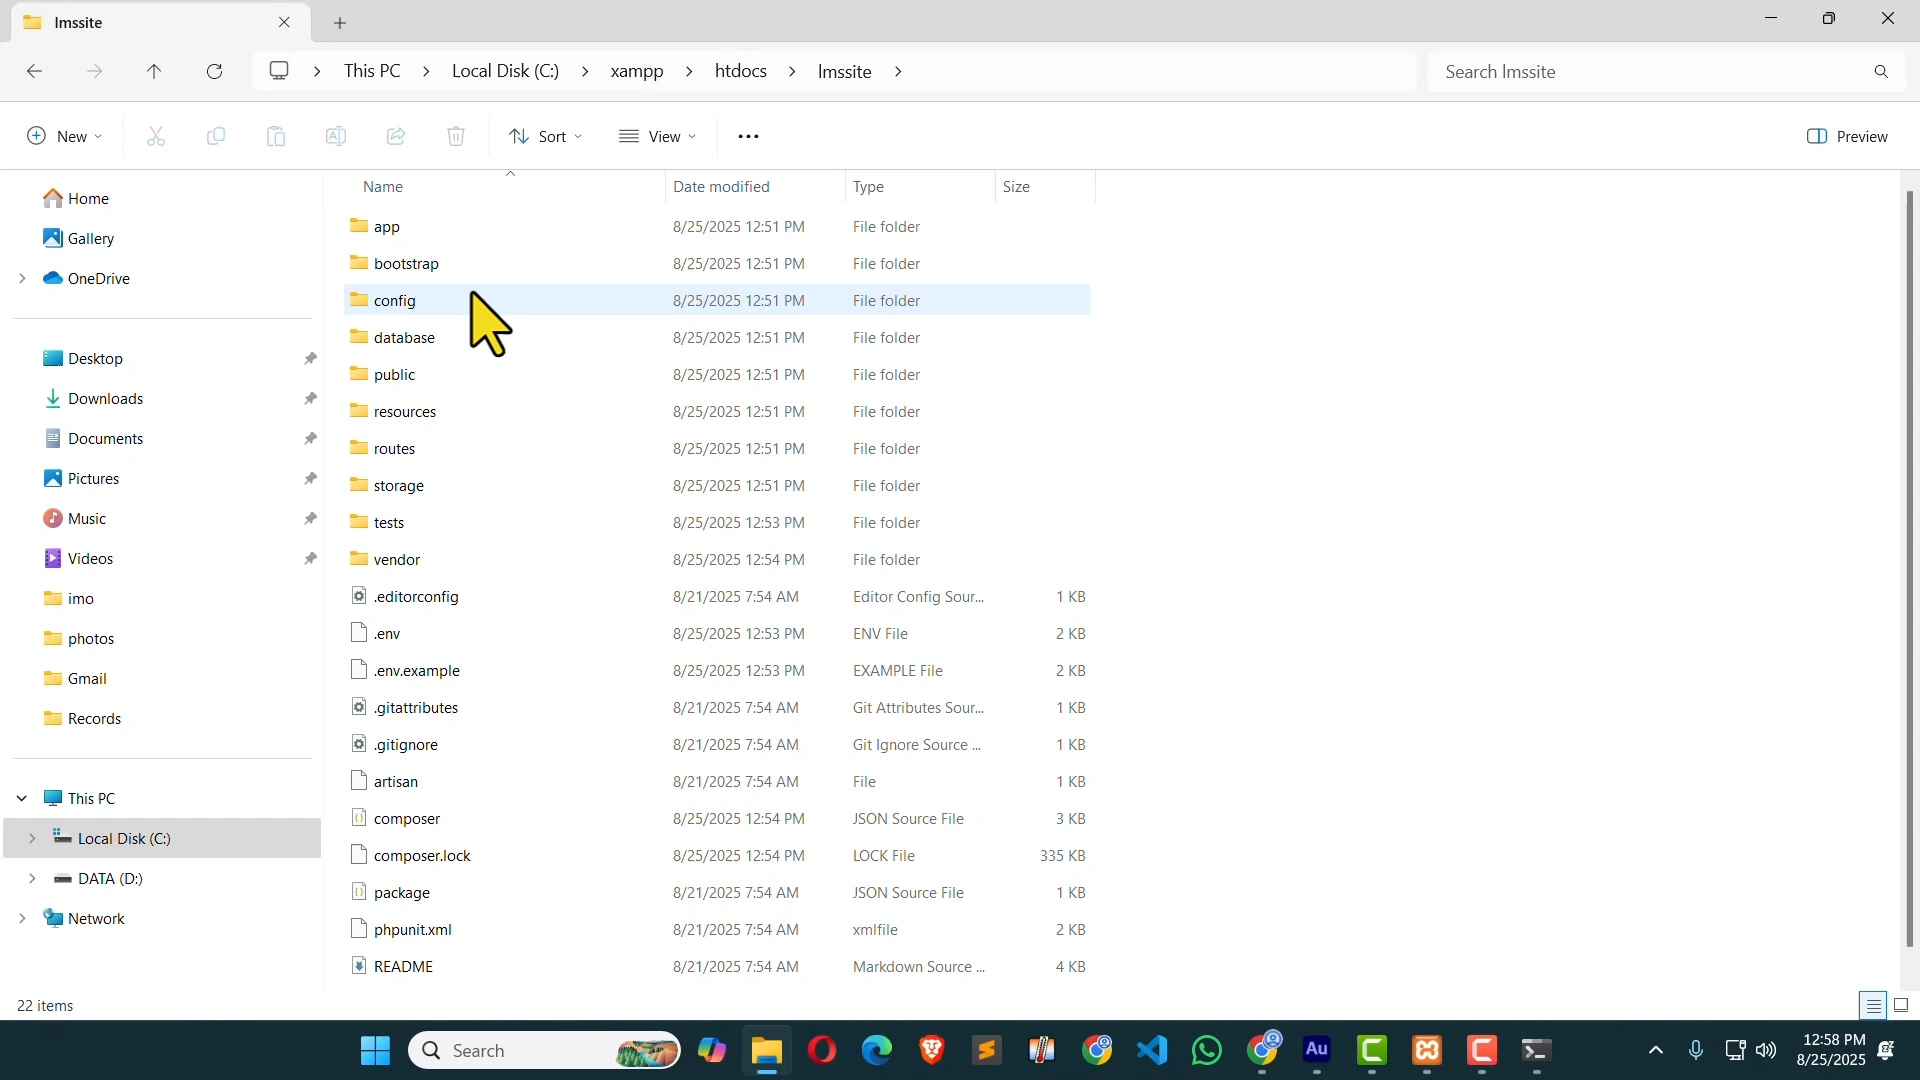 lmssite
This PC
Local Disk (C:)
xampp
htdocs
lmssite
Search lmssite
New
Sort
View
Preview
Name
Date modified
Type
Size
Home
Gallery
OneDrive
Desktop
Downloads
Documents
Pictures
Music
Videos
imo
photos
Gmail
Records
This PC
Local Disk (C:)
DATA (D:)
Network
app 8/25/2025 12:51 PM File folder
bootstrap 8/25/2025 12:51 PM File folder
config 8/25/2025 12:51 PM File folder
database 8/25/2025 12:51 PM File folder
public 8/25/2025 12:51 PM File folder
resources 8/25/2025 12:51 PM File folder
routes 8/25/2025 12:51 PM File folder
storage 8/25/2025 12:51 PM File folder
tests 8/25/2025 12:53 PM File folder
vendor 8/25/2025 12:54 PM File folder
.editorconfig 8/21/2025 7:54 AM Editor Config Sour... 1 KB
.env 8/25/2025 12:53 PM ENV File 2 KB
.env.example 8/25/2025 12:53 PM EXAMPLE File 2 KB
.gitattributes 8/21/2025 7:54 AM Git Attributes Sour... 1 KB
.gitignore 8/21/2025 7:54 AM Git Ignore Source ... 1 KB
artisan 8/21/2025 7:54 AM File 1 KB
composer 8/25/2025 12:54 PM JSON Source File 3 KB
composer.lock 8/25/2025 12:54 PM LOCK File 335 KB
package 8/21/2025 7:54 AM JSON Source File 1 KB
phpunit.xml 8/21/2025 7:54 AM xmlfile 2 KB
README 8/21/2025 7:54 AM Markdown Source ... 4 KB
22 items
Search
Au
12:58 PM
8/25/2025